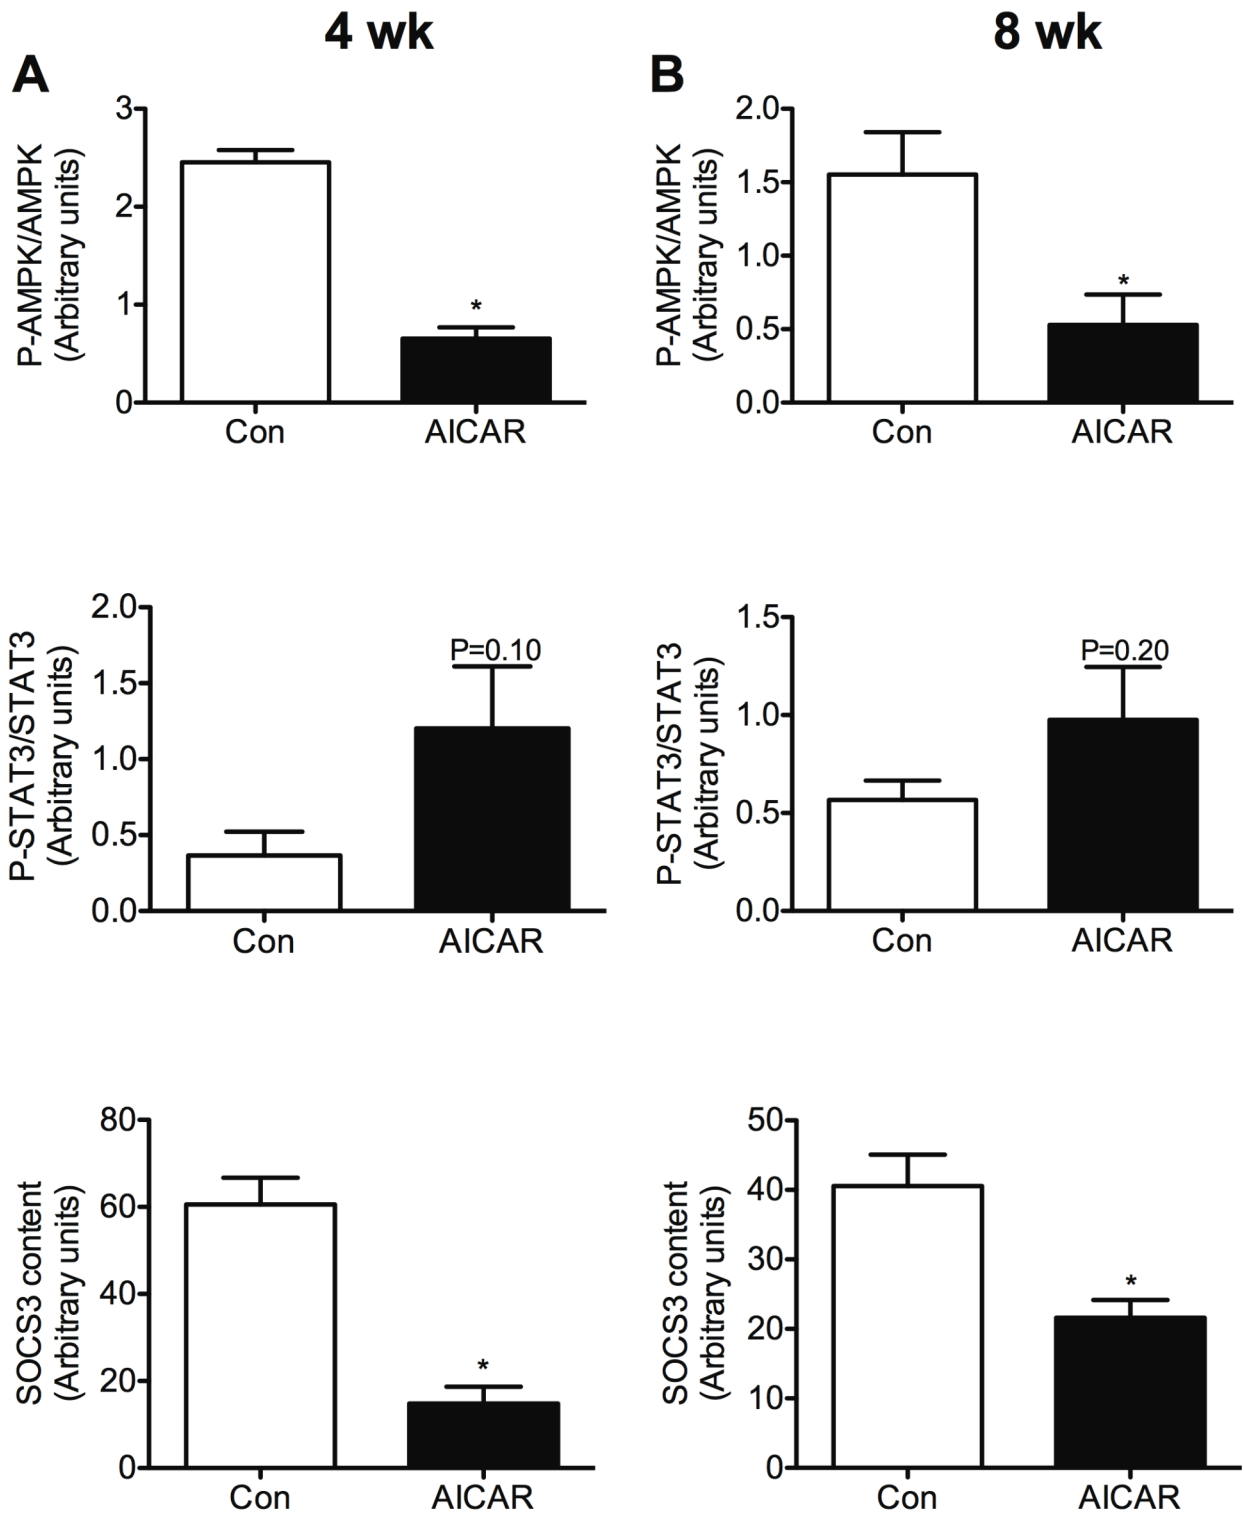 4 wk
8 wk
A
B
P-AMPK/AMPK
(Arbitrary units)
3
2
1
0
*
Con
AICAR
P-AMPK/AMPK
(Arbitrary units)
2.0
1.5
1.0
0.5
0.0
*
Con
AICAR
P-STAT3/STAT3
(Arbitrary units)
2.0
1.5
1.0
0.5
0.0
P=0.10
Con
AICAR
P-STAT3/STAT3
(Arbitrary units)
1.5
1.0
0.5
0.0
P=0.20
Con
AICAR
SOCS3 content
(Arbitrary units)
80
60
40
20
0
*
Con
AICAR
SOCS3 content
(Arbitrary units)
50
40
30
20
10
0
*
Con
AICAR